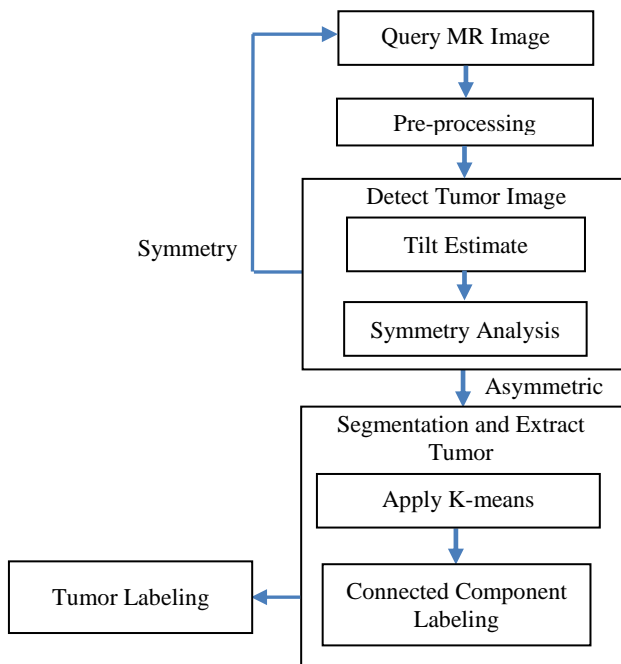 Query MR Image
Pre-processing
Detect Tumor Image
Tilt Estimate
Symmetry
Symmetry Analysis
Asymmetric
Segmentation and Extract
Tumor
Apply K-means
Tumor Labeling
Connected Component
Labeling